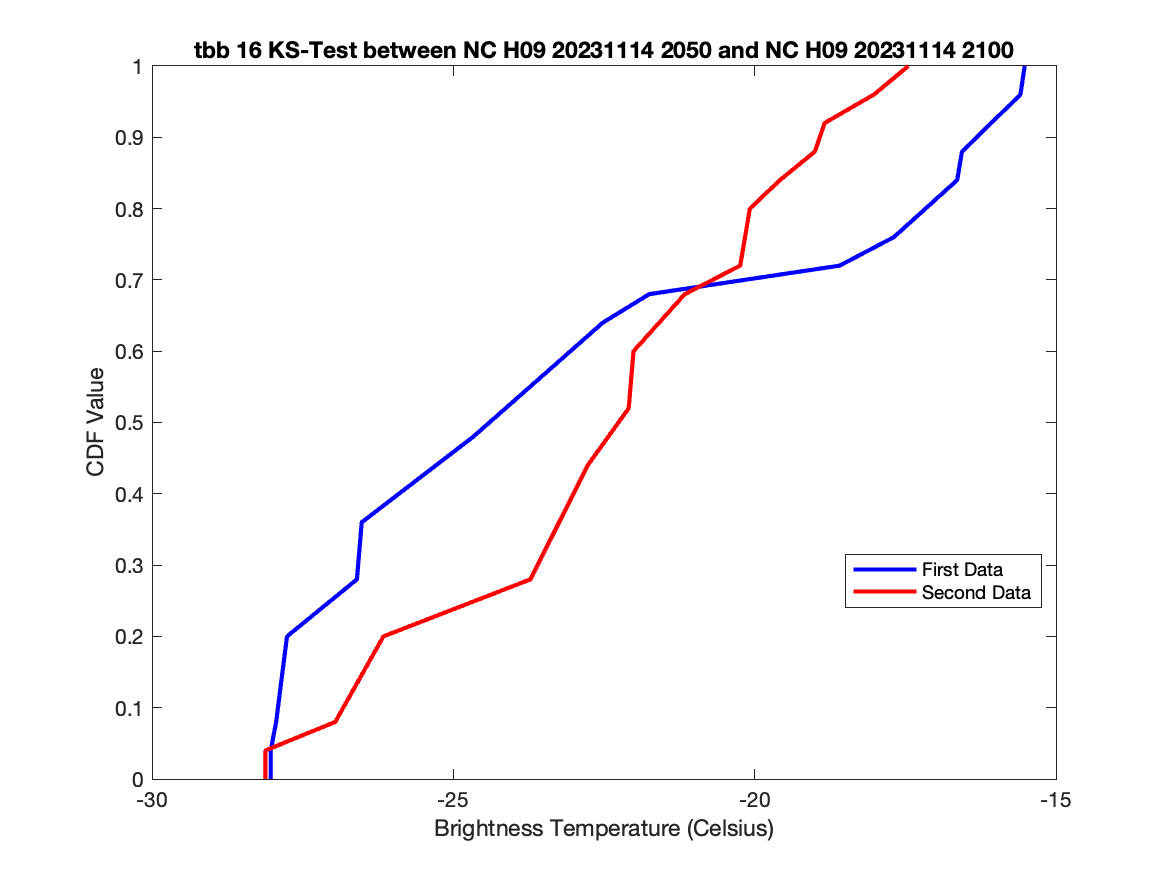 tbb 16 KS-Test between NC H09 20231114 2050 and NC H09 20231114 2100
1
0.9
0.8
0.7
0.6
0.5
0.4
0.3
0.2
0.1
0
CDF Value
First Data
Second Data
-30 -25 -20 -15
Brightness Temperature (Celsius)